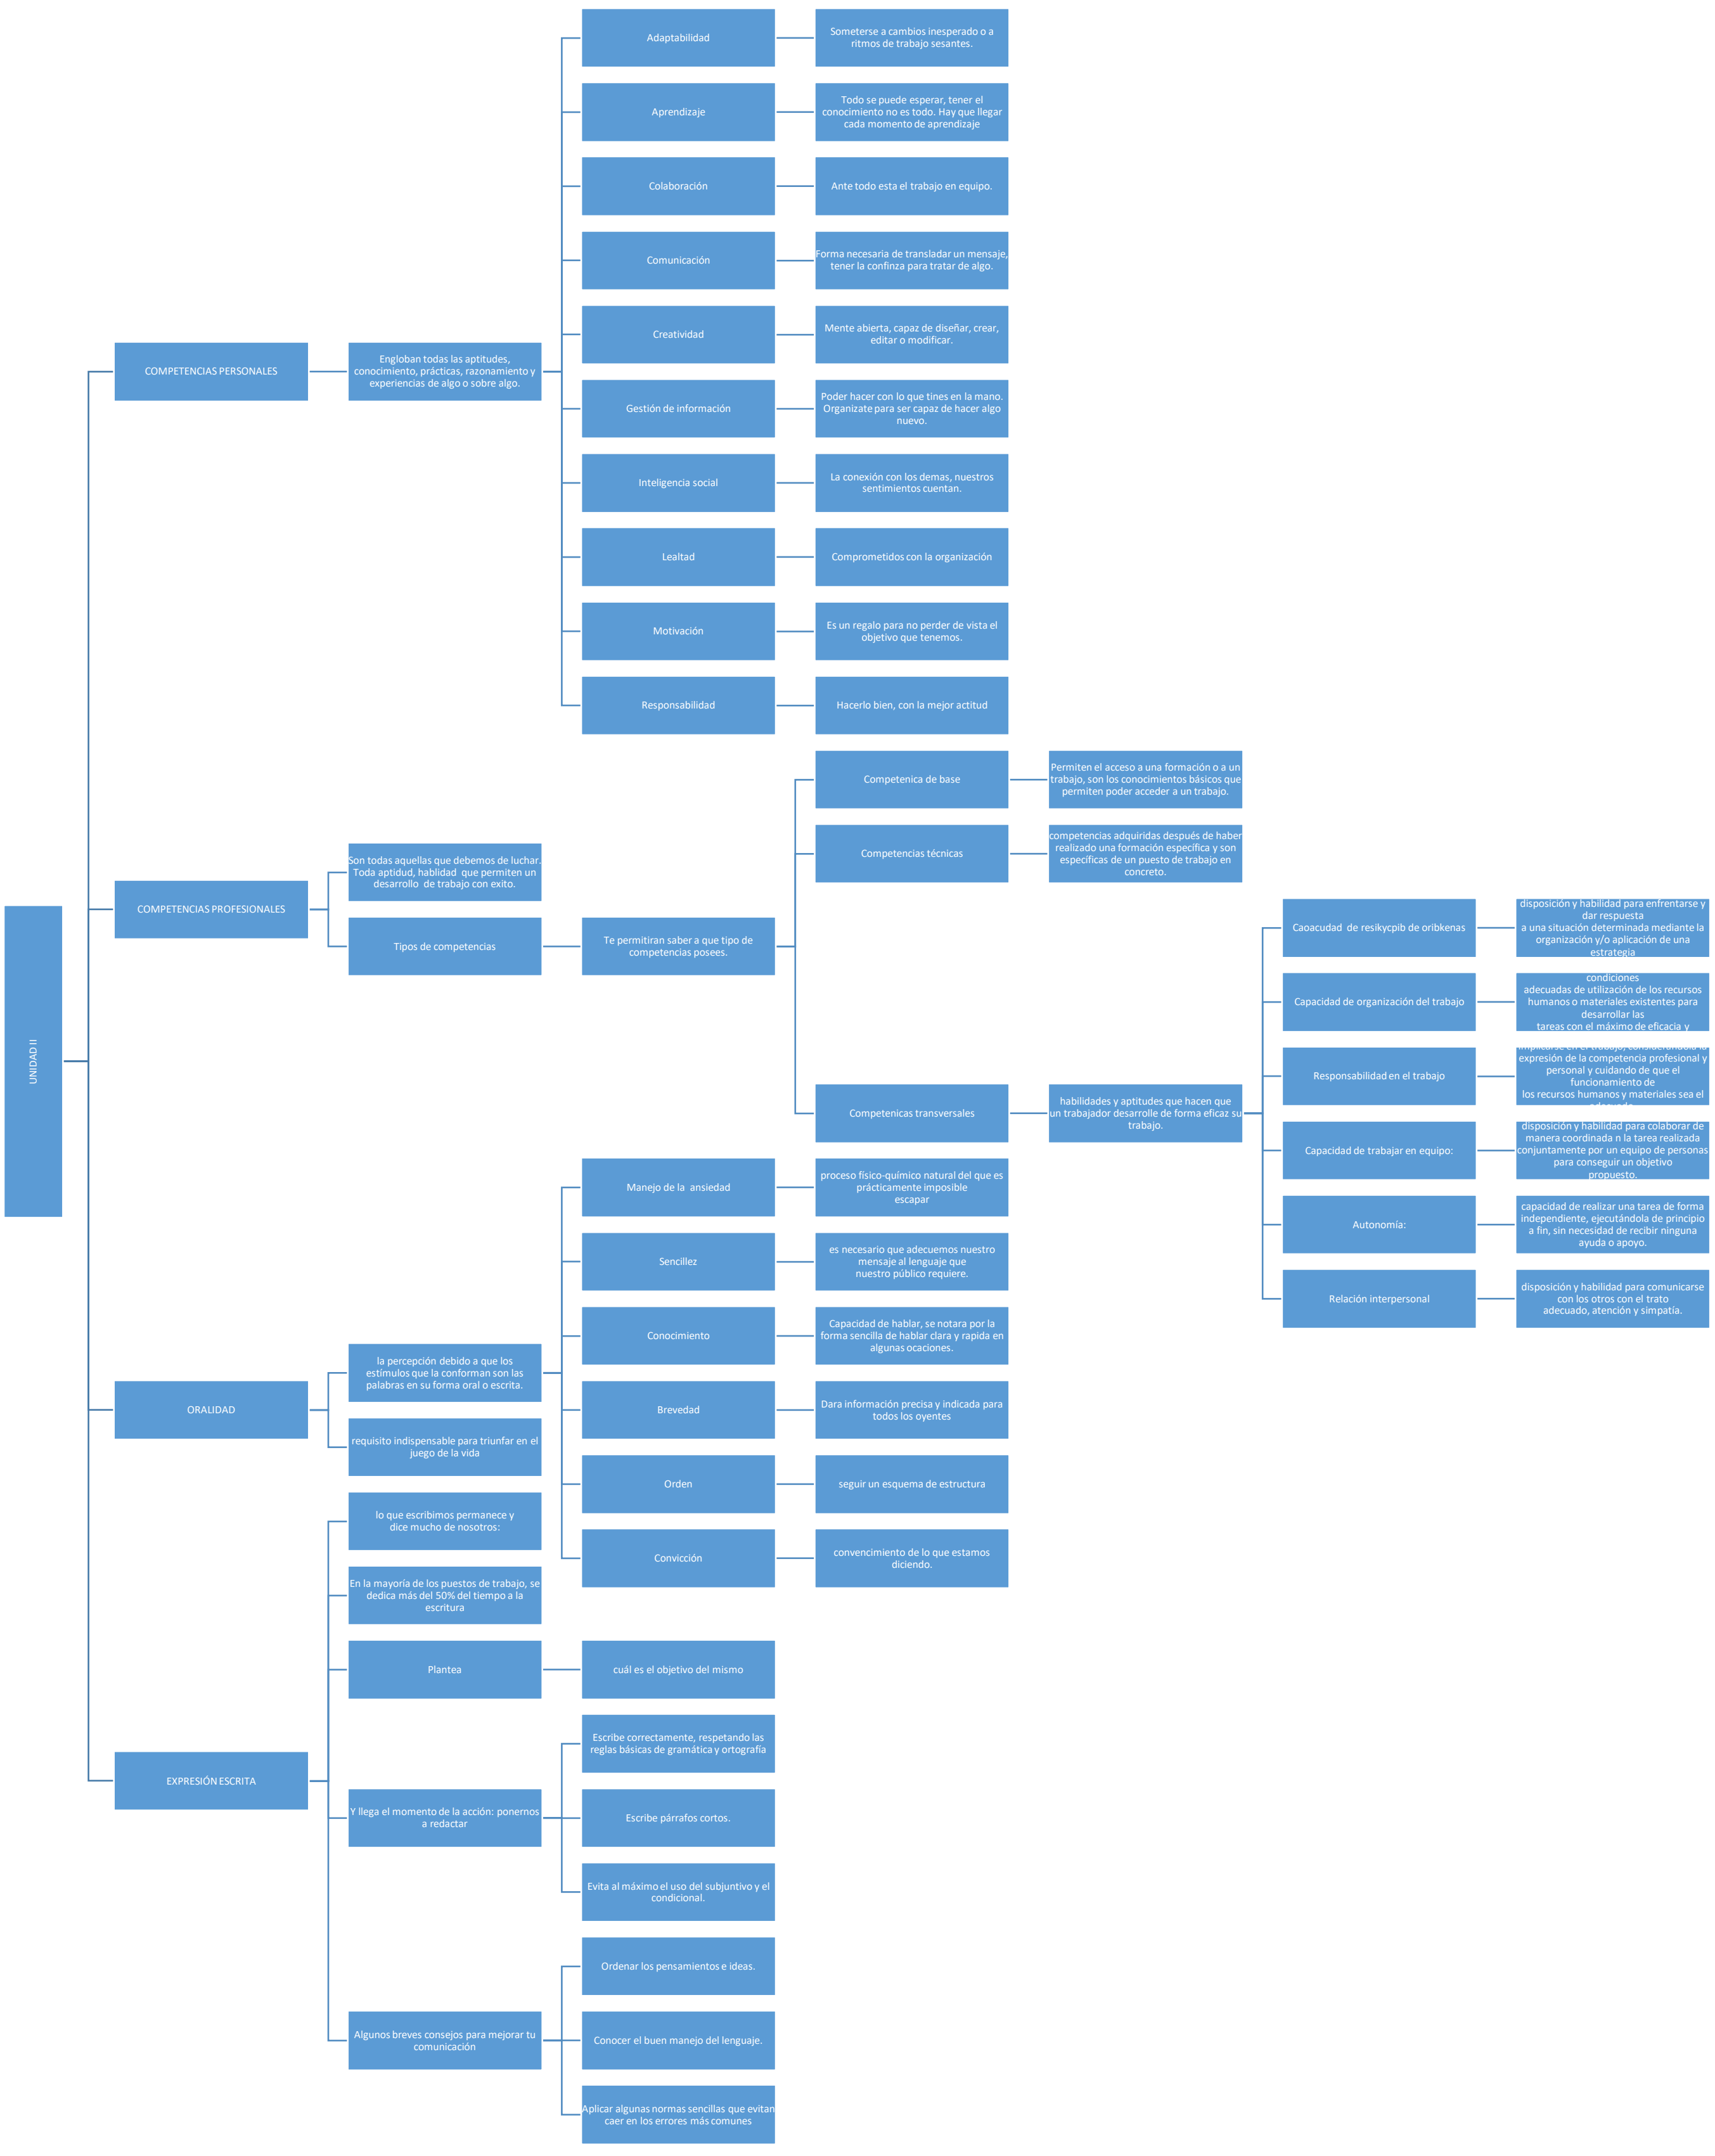 UNIDAD II
COMPETENCIAS PERSONALES
Engloban todas las aptitudes,
conocimiento, prácticas, razonamiento y
experiencias de algo o sobre algo.
Adaptabilidad
Someterse a cambios inesperado o a
ritmos de trabajo sesantes.
Aprendizaje
Todo se puede esperar, tener el
conocimiento no es todo. Hay que llegar
cada momento de aprendizaje
Colaboración
Ante todo esta el trabajo en equipo.
Comunicación
Forma necesaria de transladar un mensaje,
tener la confinza para tratar de algo.
Creatividad
Mente abierta, capaz de diseñar, crear,
editar o modificar.
Gestión de información
Poder hacer con lo que tines en la mano.
Organizate para ser capaz de hacer algo
nuevo.
Inteligencia social
La conexión con los demas, nuestros
sentimientos cuentan.
Lealtad
Comprometidos con la organización
Motivación
Es un regalo para no perder de vista el
objetivo que tenemos.
Responsabilidad
Hacerlo bien, con la mejor actitud
COMPETENCIAS PROFESIONALES
Son todas aquellas que debemos de luchar.
Toda aptidud, hablidad que permiten un
desarrollo de trabajo con exito.
Tipos de competencias
Te permitiran saber a que tipo de
competencias posees.
Competenica de base
Permiten el acceso a una formación o a un
trabajo, son los conocimientos básicos que
permiten poder acceder a un trabajo.
Competencias técnicas
competencias adquiridas después de haber
realizado una formación específica y son
específicas de un puesto de trabajo en
concreto.
Competenicas transversales
habilidades y aptitudes que hacen que
un trabajador desarrolle de forma eficaz su
trabajo.
Caoacudad de resikycpib de oribkenas
disposición y habilidad para enfrentarse y
dar respuesta
a una situación determinada mediante la
organización y/o aplicación de una
estrategia
Capacidad de organización del trabajo
condiciones
adecuadas de utilización de los recursos
humanos o materiales existentes para
desarrollar las
tareas con el máximo de eficacia y
Responsabilidad en el trabajo
expresión de la competencia profesional y
personal y cuidando de que el
funcionamiento de
los recursos humanos y materiales sea el
Capacidad de trabajar en equipo:
disposición y habilidad para colaborar de
manera coordinada n la tarea realizada
conjuntamente por un equipo de personas
para conseguir un objetivo
propuesto.
Autonomía:
capacidad de realizar una tarea de forma
independiente, ejecutándola de principio
a fin, sin necesidad de recibir ninguna
ayuda o apoyo.
Relación interpersonal
disposición y habilidad para comunicarse
con los otros con el trato
adecuado, atención y simpatía.
ORALIDAD
la percepción debido a que los
estímulos que la conforman son las
palabras en su forma oral o escrita.
Manejo de la ansiedad
proceso físico-químico natural del que es
prácticamente imposible
escapar
Sencillez
es necesario que adecuemos nuestro
mensaje al lenguaje que
nuestro público requiere.
Conocimiento
Capacidad de hablar, se notara por la
forma sencilla de hablar clara y rapida en
algunas ocaciones.
Brevedad
Dara información precisa y indicada para
todos los oyentes
Orden
seguir un esquema de estructura
Convicción
convencimiento de lo que estamos
diciendo.
requisito indispensable para triunfar en el
juego de la vida
EXPRESIÓN ESCRITA
lo que escribimos permanece y
dice mucho de nosotros:
En la mayoría de los puestos de trabajo, se
dedica más del 50% del tiempo a la
escritura
Plantea
cuál es el objetivo del mismo
Y llega el momento de la acción: ponernos
a redactar
Escribe correctamente, respetando las
reglas básicas de gramática y ortografía
Escribe párrafos cortos.
Evita al máximo el uso del subjuntivo y el
condicional.
Algunos breves consejos para mejorar tu
comunicación
Ordenar los pensamientos e ideas.
Conocer el buen manejo del lenguaje.
Aplicar algunas normas sencillas que evitan
caer en los errores más comunes